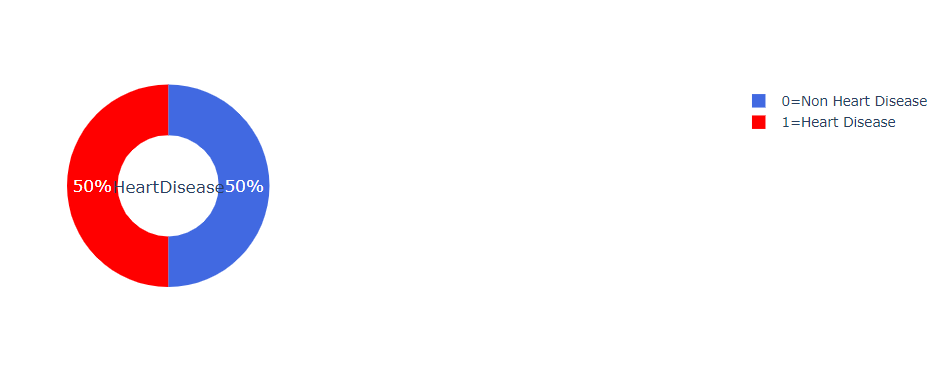 0=Non Heart Disease
1=Heart Disease
50%
HeartDisease
50%